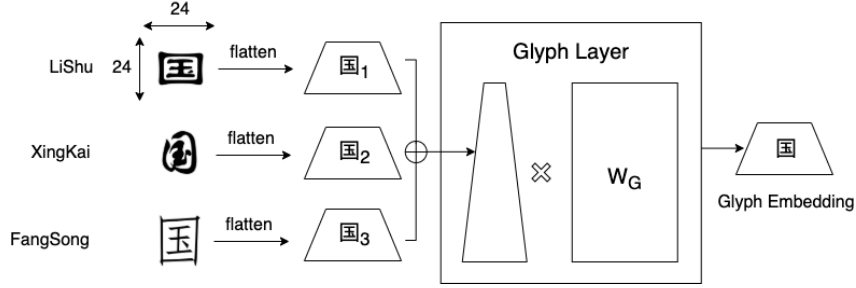 24
24
LiShu
国
flatten
国1
XingKai
国
flatten
国2
FangSong
国
flatten
国3
Glyph Layer
WG
国
Glyph Embedding